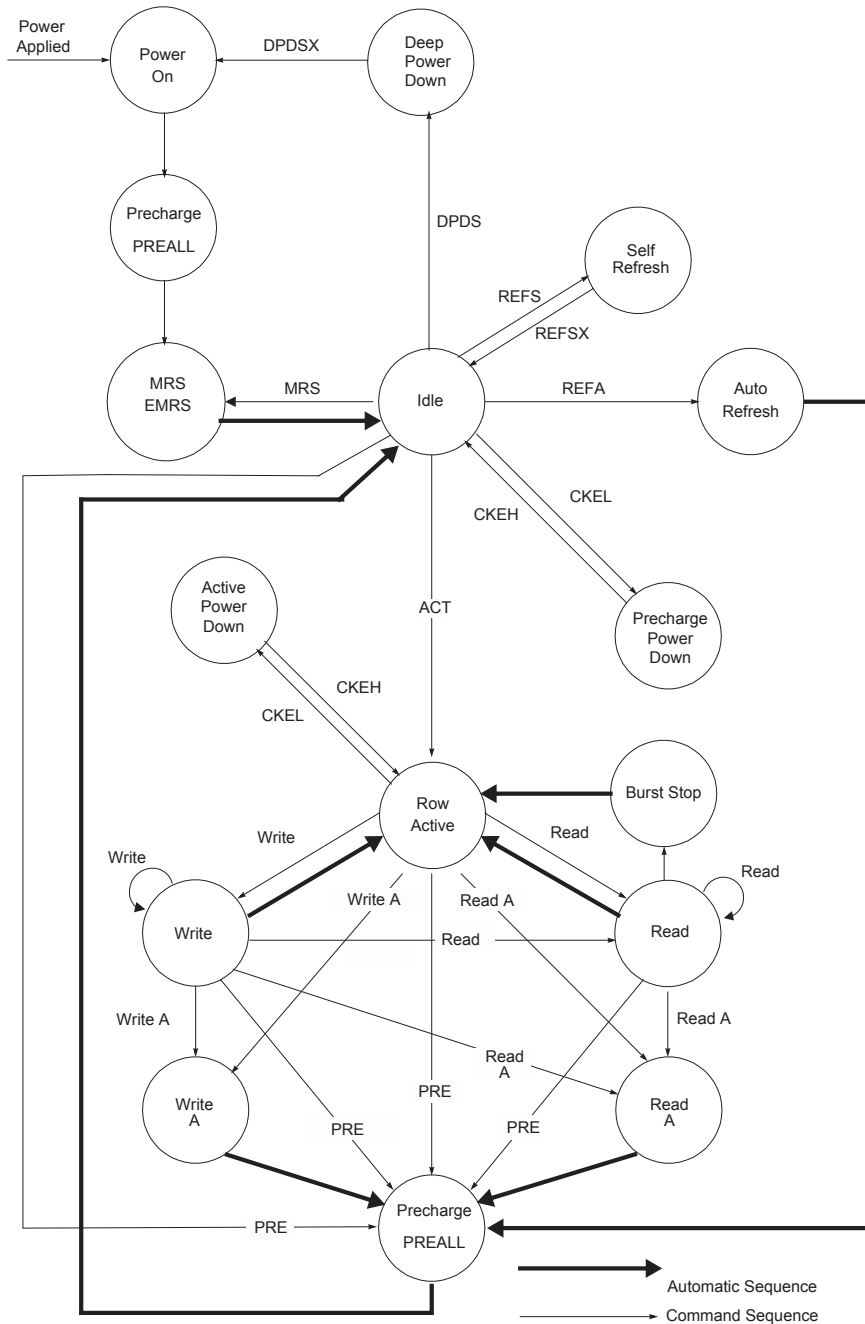 Power
Applied
Power
On
DPDSX
Deep
Power
Down
Precharge
PREALL
DPDS
Self
Refresh
REFS
REFSX
MRS
EMRS
MRS
Idle
REFA
Auto
Refresh
CKEL
CKEH
Active
Power
Down
ACT
Precharge
Power
Down
CKEH
CKEL
Row
Active
Burst Stop
Write
Read
Write
Write A
Read A
Read
Write
Read
Read
Write A
Read A
Read
A
Write
A
PRE
PRE
PRE
Read
A
Precharge
PREALL
PRE
Automatic Sequence
Command Sequence